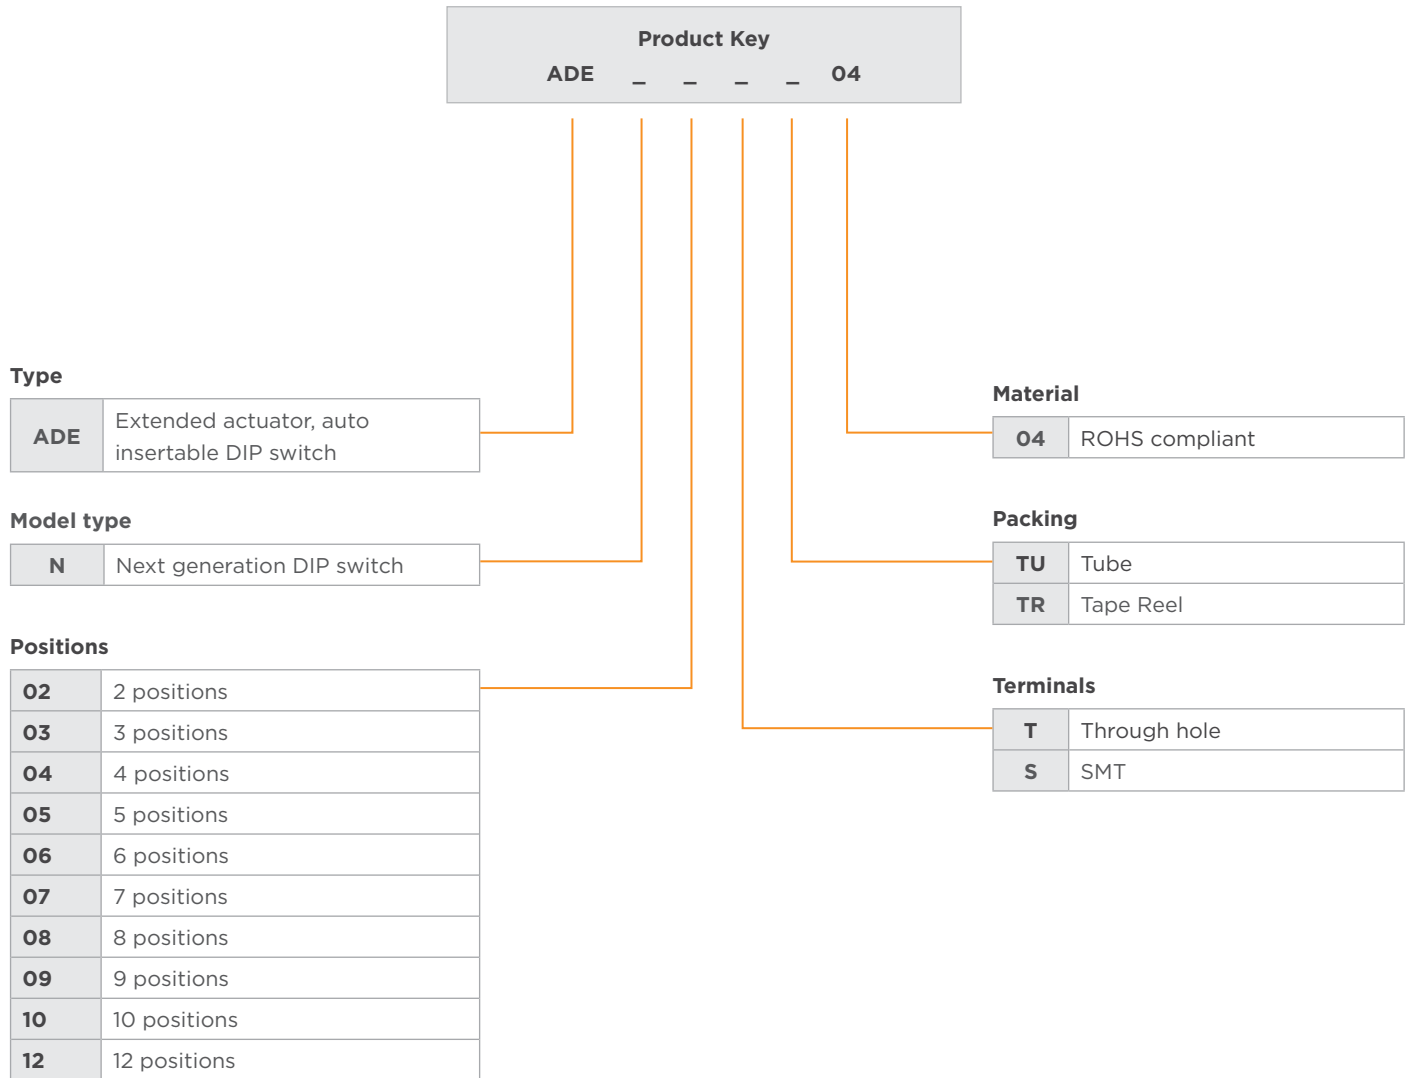 Product Key
ADE _ _ _ _ 04
Type
ADE Extended actuator, auto
insertable DIP switch
Model type
N Next generation DIP switch
Positions
02 2 positions
03 3 positions
04 4 positions
05 5 positions
06 6 positions
07 7 positions
08 8 positions
09 9 positions
10 10 positions
12 12 positions
Material
04 ROHS compliant
Packing
TU Tube
TR Tape Reel
Terminals
T Through hole
S SMT